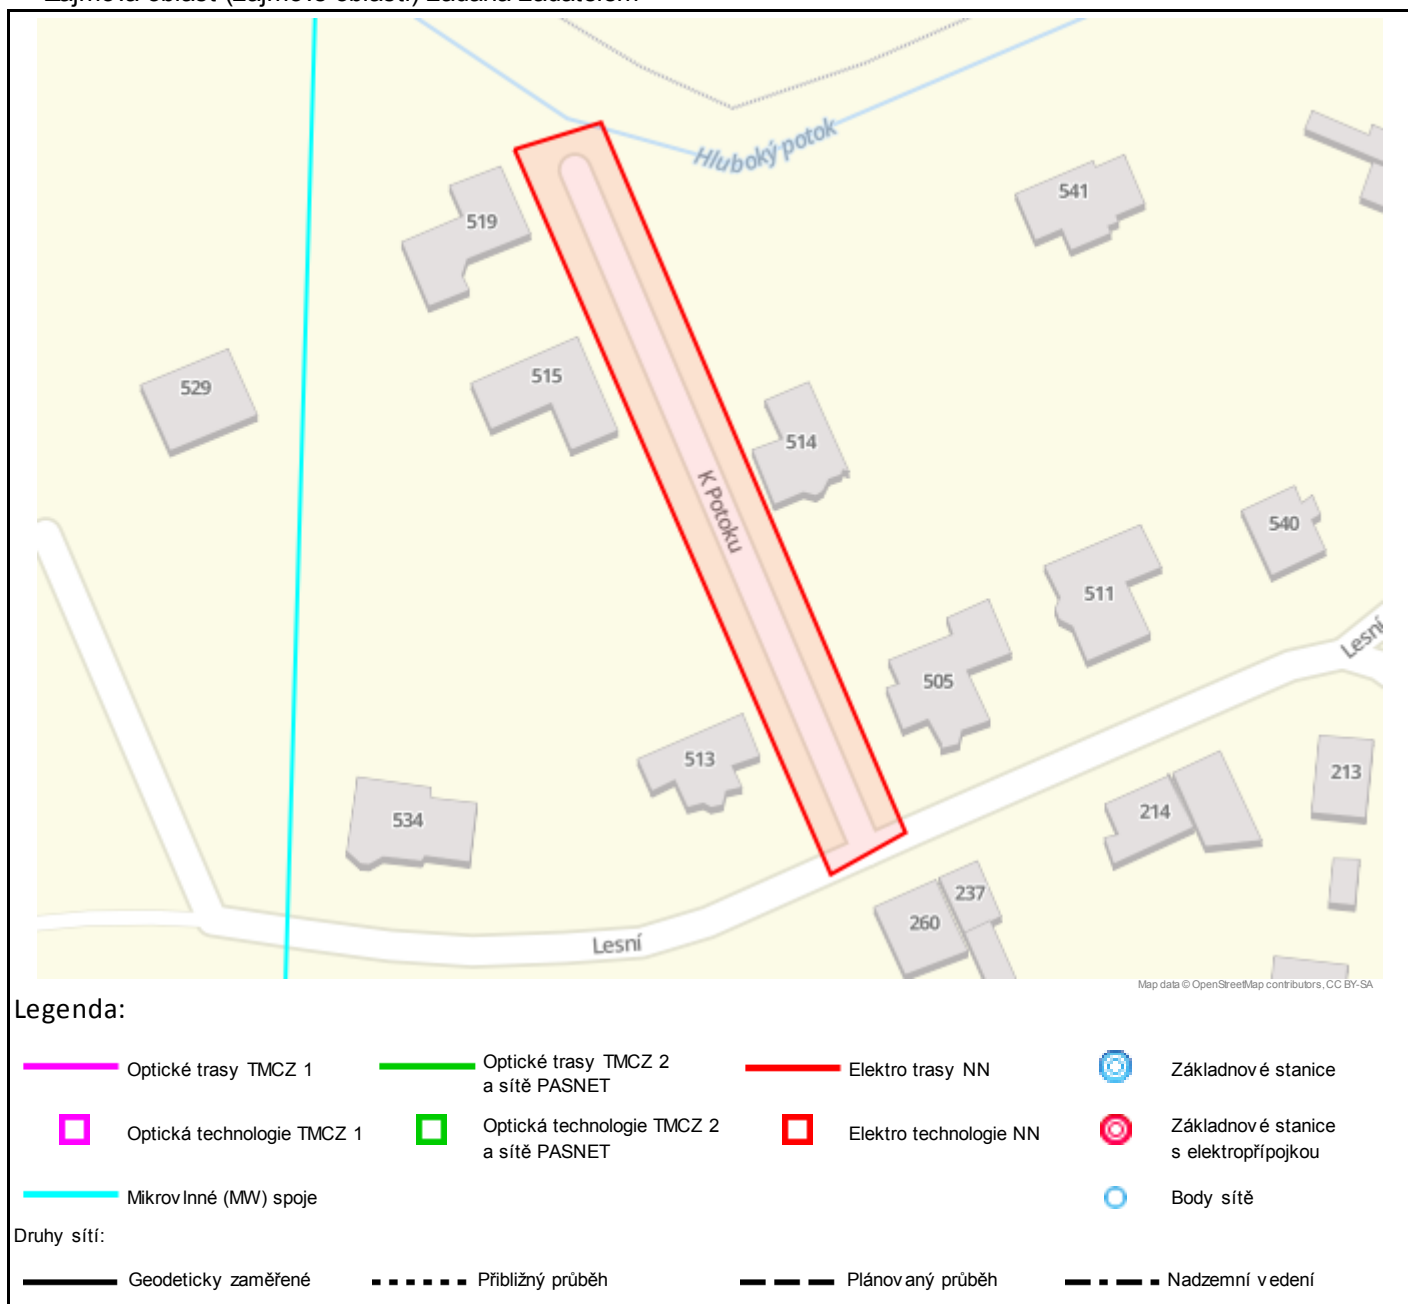 Hluboký potok
541
519
529
515
514
K Potoku
540
511
Lesní
505
513
213
534
214
237
260
Lesní
Map data © OpenStreetMap contributors, CC BY-SA
Legenda:
Optické trasy TMCZ 1
Optické trasy TMCZ 2
a sítě PASNET
Elektro trasy NN
Základnové stanice
Optická technologie TMCZ 1
Optická technologie TMCZ 2
a sítě PASNET
Elektro technologie NN
Základnové stanice
s elektropřípojkou
Mikrovlnné (MW) spoje
Body sítě
Druhy sítí:
Geodeticky zaměřené
Přibližný průběh
Plánovaný průběh
Nadzemní vedení